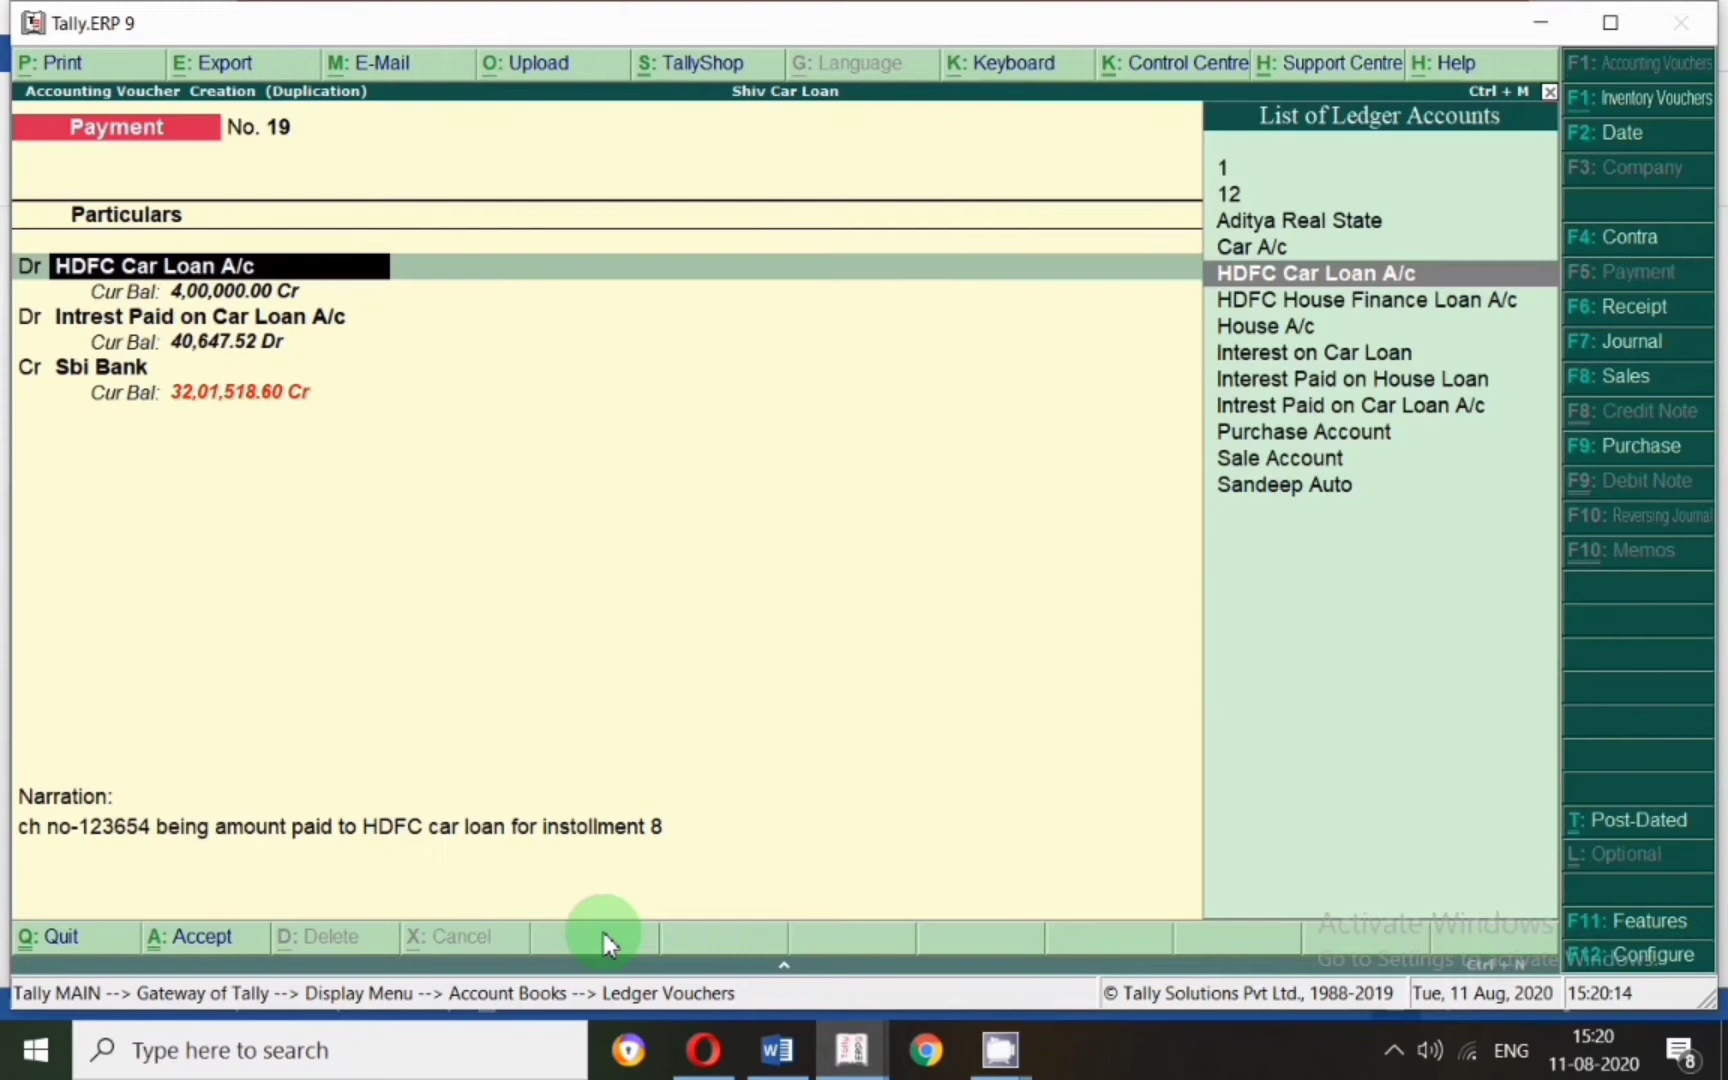 Tally.ERP 9
P: Print E: Export M: E-Mail O: Upload S: TallyShop G: Language K: Keyboard K: Control Centre H: Support Centre H: Help
Accounting Voucher Creation (Duplication) Shiv Car Loan Ctrl + M
Payment No. 19
Particulars
Dr HDFC Car Loan A/c
Cur Bal: 4,00,000.00 Cr
Dr Intrest Paid on Car Loan A/c
Cur Bal: 40,647.52 Dr
Cr Sbi Bank
Cur Bal: 32,01,518.60 Cr
Narration:
ch no-123654 being amount paid to HDFC car loan for instollment 8
List of Ledger Accounts
1
12
Aditya Real State
Car A/c
HDFC Car Loan A/c
HDFC House Finance Loan A/c
House A/c
Interest on Car Loan
Interest Paid on House Loan
Intrest Paid on Car Loan A/c
Purchase Account
Sale Account
Sandeep Auto
F1: Accounting Vouchers
F1: Inventory Vouchers
F2: Date
F3: Company
F4: Contra
F5: Payment
F6: Receipt
F7: Journal
F8: Sales
F8: Credit Note
F9: Purchase
F9: Debit Note
F10: Reversing Journal
F10: Memos
T: Post-Dated
L: Optional
F11: Features
F12: Configure
Activate Windows
Go to Settings to activate Windows.
Q: Quit A: Accept D: Delete X: Cancel
Ctrl + N
Tally MAIN --> Gateway of Tally --> Display Menu --> Account Books --> Ledger Vouchers © Tally Solutions Pvt Ltd., 1988-2019 Tue, 11 Aug, 2020 15:20:14
Type here to search
ENG
15:20
11-08-2020
8